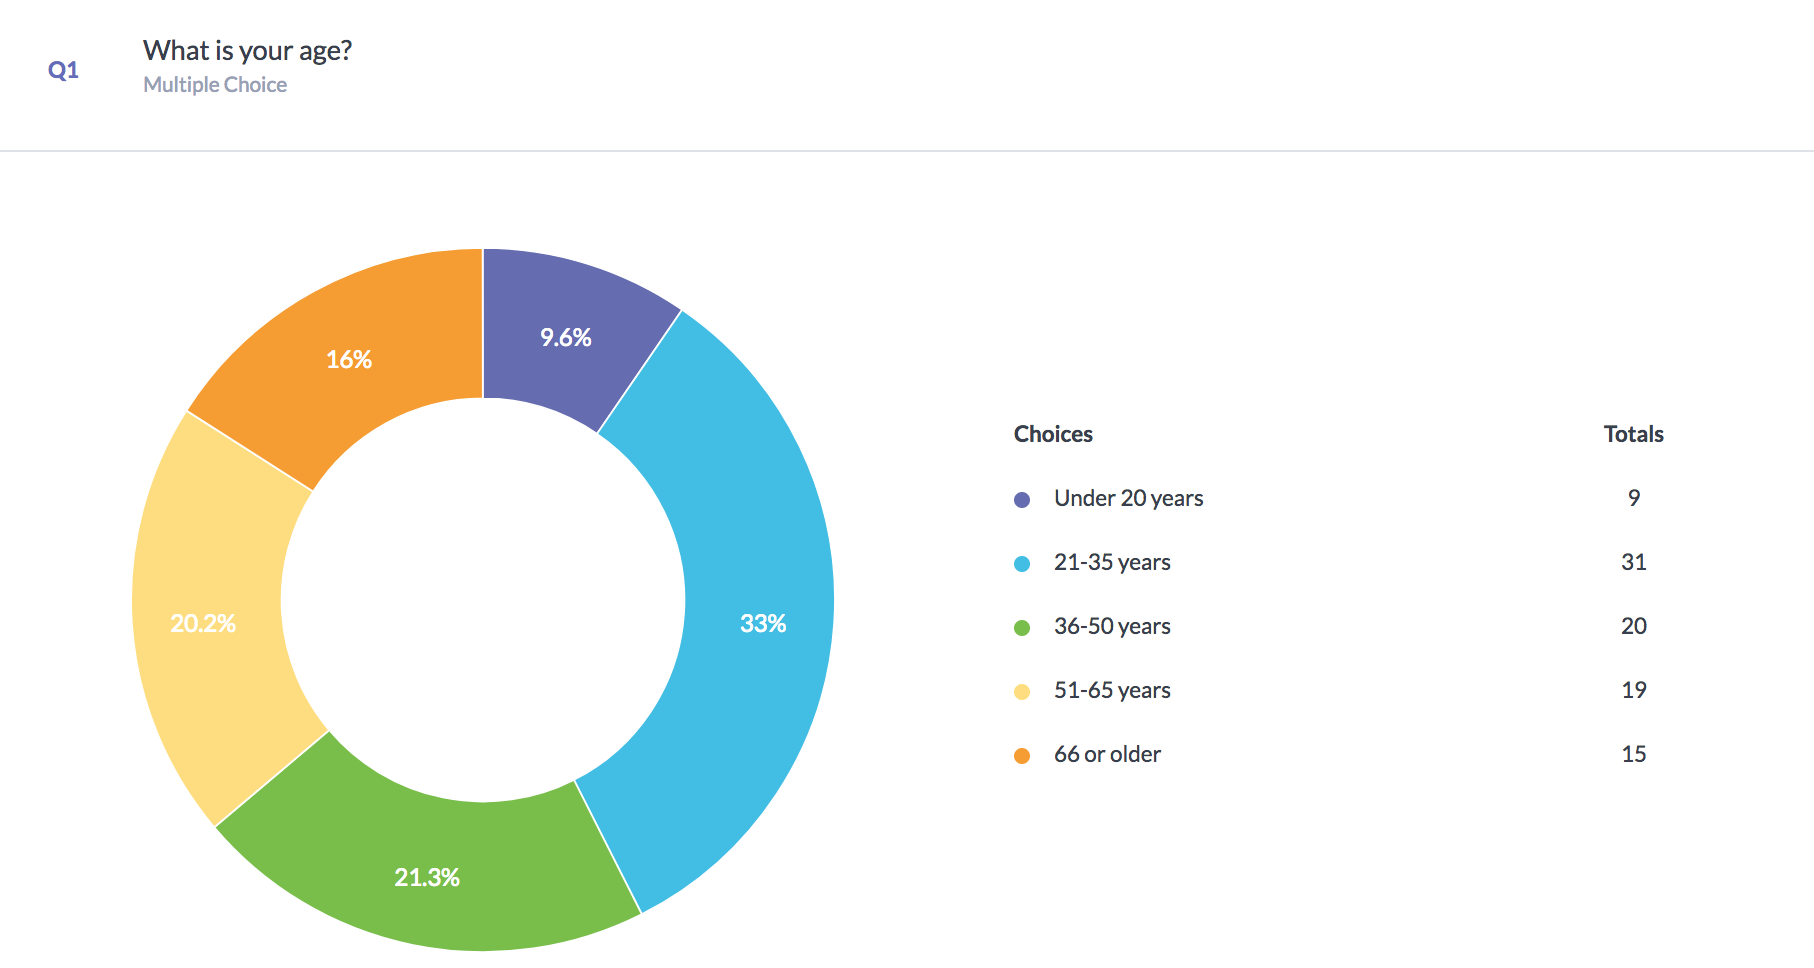 Q1
What is your age?
Multiple Choice
9.6%
16%
33%
20.2%
21.3%
Choices Totals
Under 20 years 9
21-35 years 31
36-50 years 20
51-65 years 19
66 or older 15